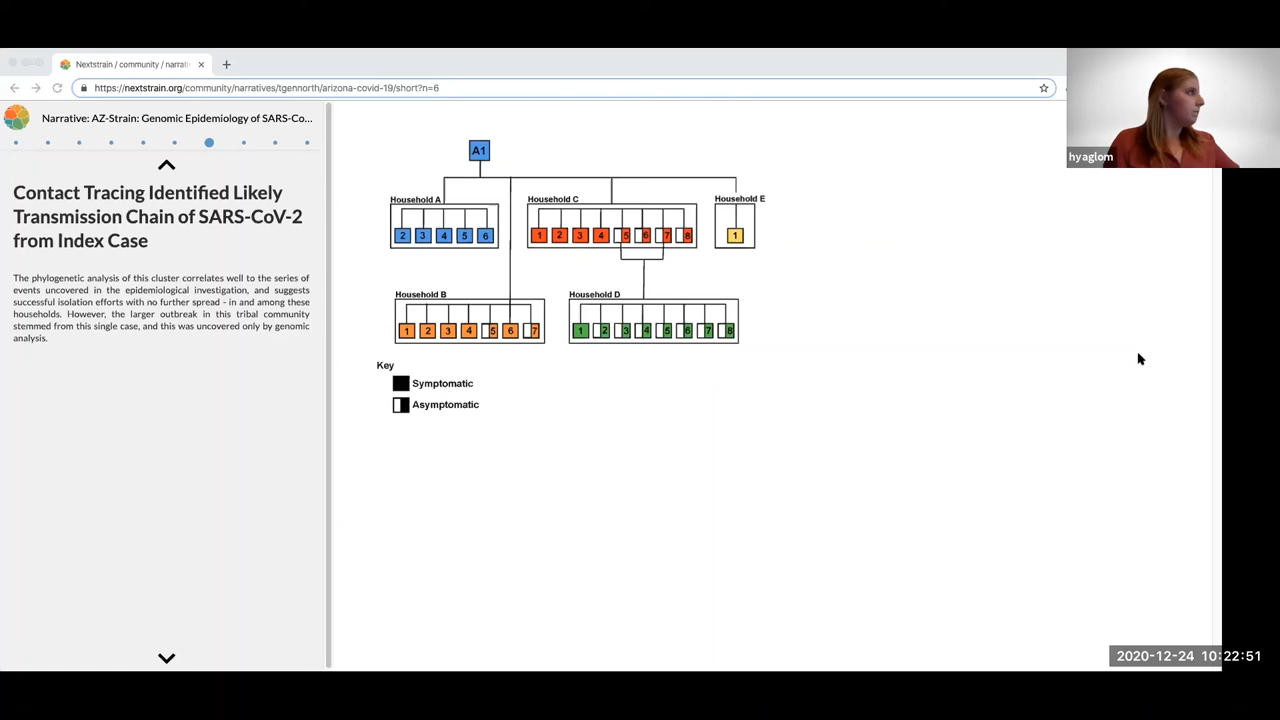 Nextstrain / community / narrati
https://nextstrain.org/community/narratives/tgennorth/arizona-covid-19/short?n=6
Narrative: AZ-Strain: Genomic Epidemiology of SARS-Co...
Contact Tracing Identified Likely
Transmission Chain of SARS-CoV-2
from Index Case
The phylogenetic analysis of this cluster correlates well to the series of
events uncovered in the epidemiological investigation, and suggests
successful isolation efforts with no further spread - in and among these
households. However, the larger outbreak in this tribal community
stemmed from this single case, and this was uncovered only by genomic
analysis.
A1
Household A
2 3 4 5 6
Household C
1 2 3 4 5 6 7 8
Household E
1
Household B
1 2 3 4 5 6 7
Household D
1 2 3 4 5 6 7 8
Key
Symptomatic
Asymptomatic
hyaglom
2020-12-24 10:22:51